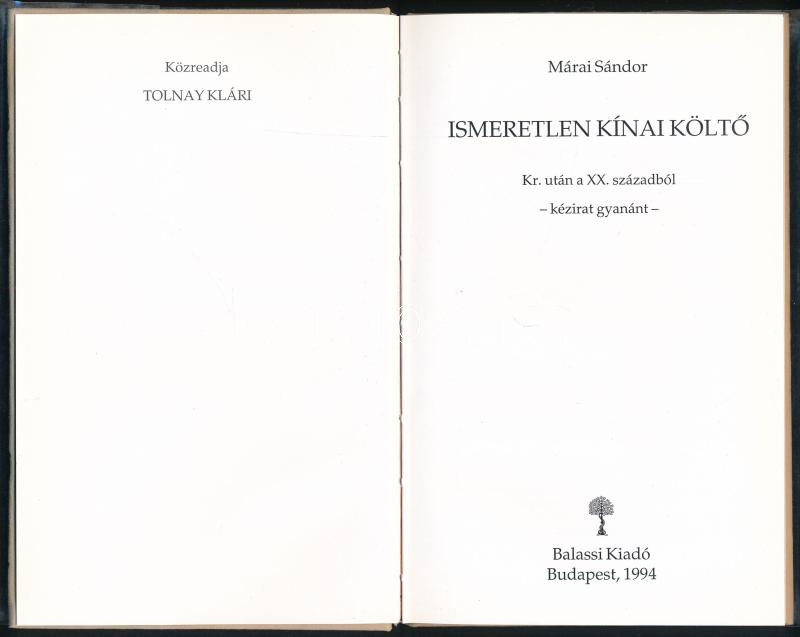 Közreadja
TOLNAY KLÁRI
Márai Sándor
ISMERETLEN KÍNAI KÖLTŐ
Kr. után a XX. századból
– kézirat gyanánt –
Balassi Kiadó
Budapest, 1994